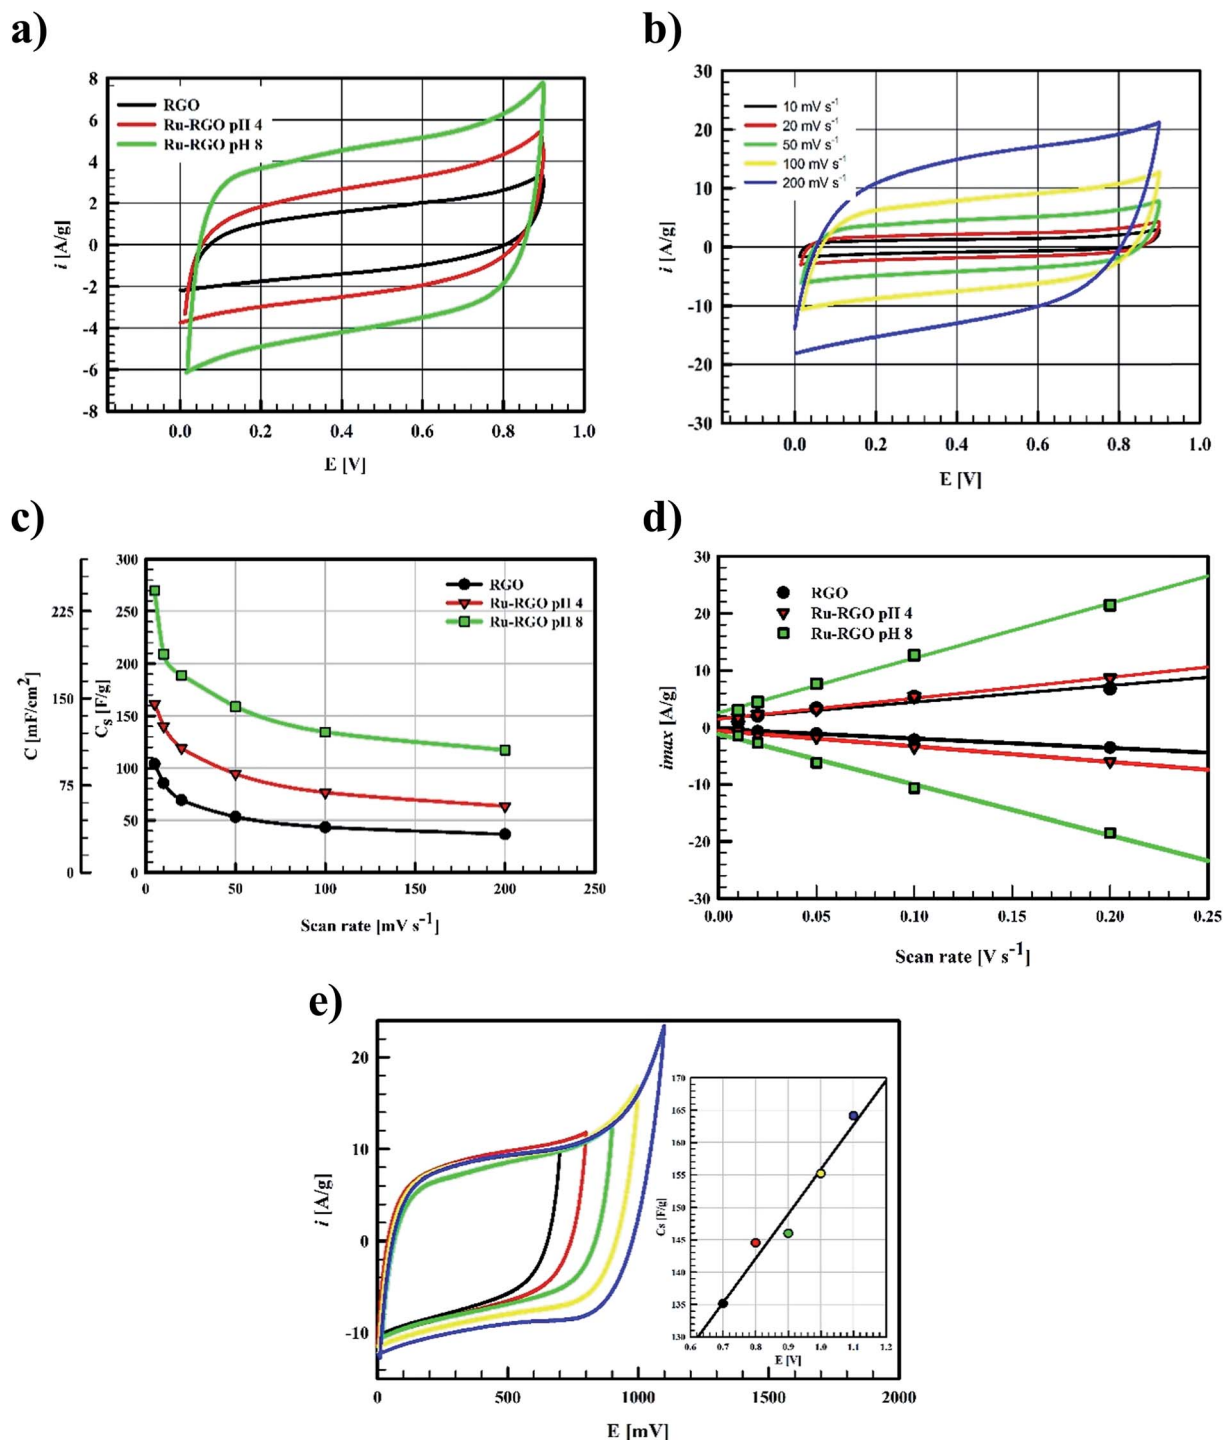 a)
8
6
4
2
0
-2
-4
-6
-8
i [A/g]
RGO
Ru-RGO pH 4
Ru-RGO pH 8
0.0 0.2 0.4 0.6 0.8 1.0
E [V]
b)
30
20
10
0
-10
-20
-30
i [A/g]
10 mV s-1
20 mV s-1
50 mV s-1
100 mV s-1
200 mV s-1
0.0 0.2 0.4 0.6 0.8 1.0
E [V]
c)
225
150
75
0
C [mF/cm2]
300
250
200
150
100
50
0
Cs [F/g]
RGO
Ru-RGO pH 4
Ru-RGO pH 8
0 50 100 150 200 250
Scan rate [mV s-1]
d)
30
20
10
0
-10
-20
-30
imax [A/g]
RGO
Ru-RGO pH 4
Ru-RGO pH 8
0.00 0.05 0.10 0.15 0.20 0.25
Scan rate [V s-1]
e)
20
10
0
-10
i [A/g]
0 500 1000 1500 2000
E [mV]
170
165
160
155
150
145
140
135
130
Cs [F/g]
0.6 0.7 0.8 0.9 1.0 1.1 1.2
E [V]